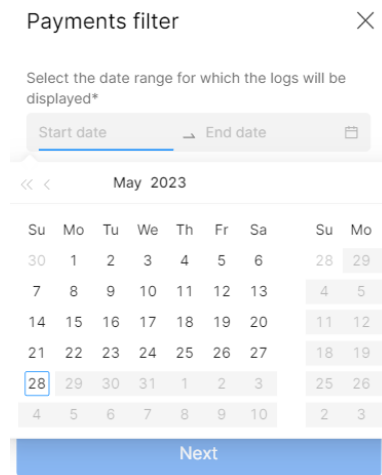 Payments filter
Select the date range for which the logs will be
displayed*
Start date → End date
« < May 2023
Su Mo Tu We Th Fr Sa Su Mo
30 1 2 3 4 5 6 28 29
7 8 9 10 11 12 13 4 5
14 15 16 17 18 19 20 11 12
21 22 23 24 25 26 27 18 19
28 29 30 31 1 2 3 25 26
4 5 6 7 8 9 10 2 3
Next